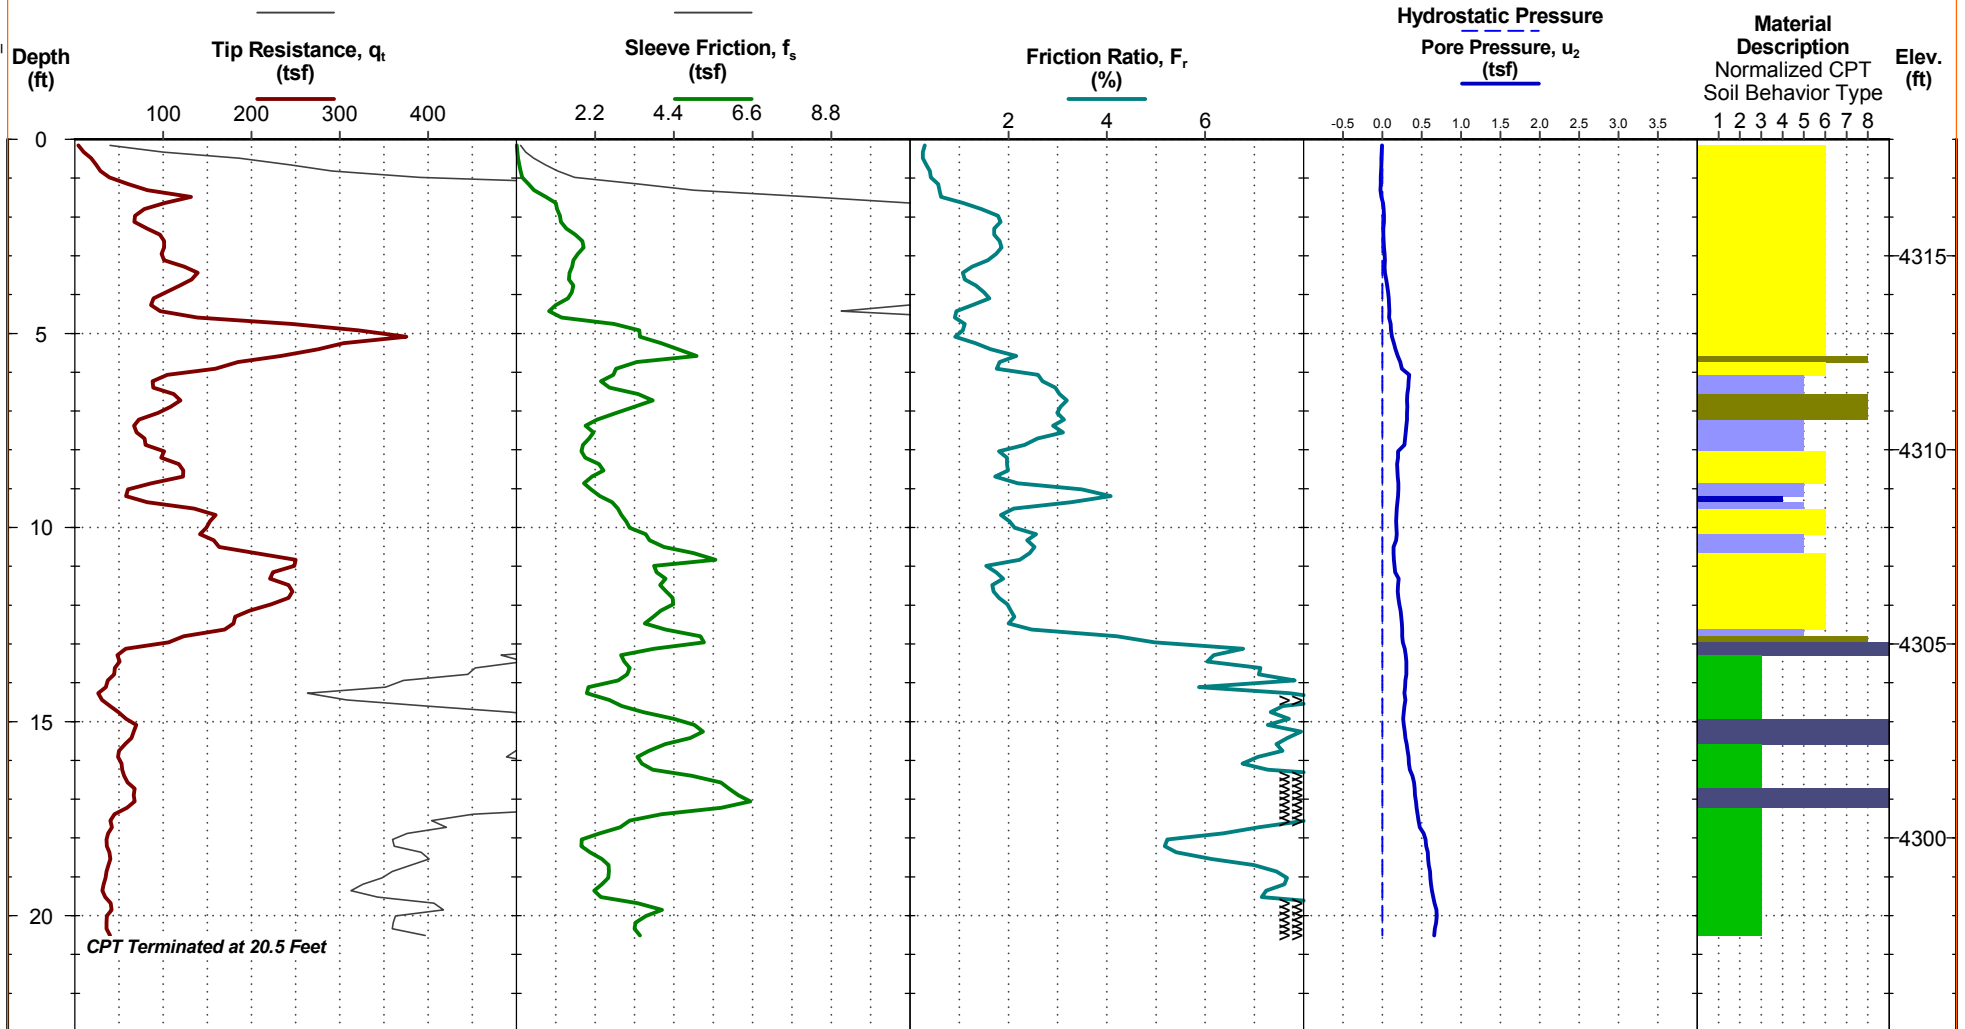 Depth
(ft)
Tip Resistance, qt
(tsf)
100 200 300 400
Sleeve Friction, fs
(tsf)
2.2 4.4 6.6 8.8
Friction Ratio, Fr
(%)
2 4 6
Hydrostatic Pressure
Pore Pressure, u2
(tsf)
-0.5 0.0 0.5 1.0 1.5 2.0 2.5 3.0 3.5
Material
Description
Normalized CPT
Soil Behavior Type
1 2 3 4 5 6 7 8
Elev.
(ft)
0
5
10
15
20
4315
4310
4305
4300
CPT Terminated at 20.5 Feet